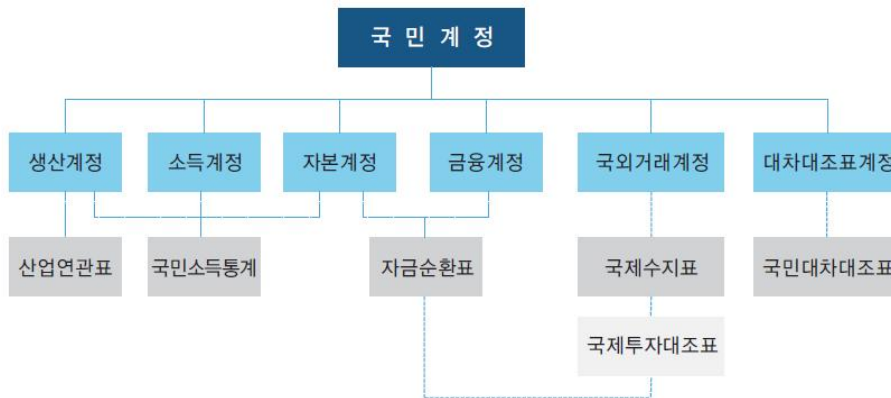 국 민 계 정
생산계정
소득계정
자본계정
금융계정
국외거래계정
대차대조표계정
산업연관표
국민소득통계
자금순환표
국제수지표
국민대차대조표
국제투자대조표